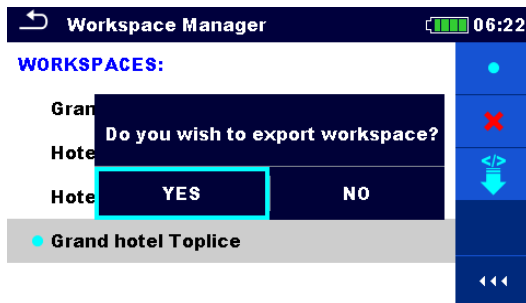 Workspace Manager 06:22
WORKSPACES:
Gran
Do you wish to export workspace?
Hote
Hote
YES NO
Grand hotel Toplice